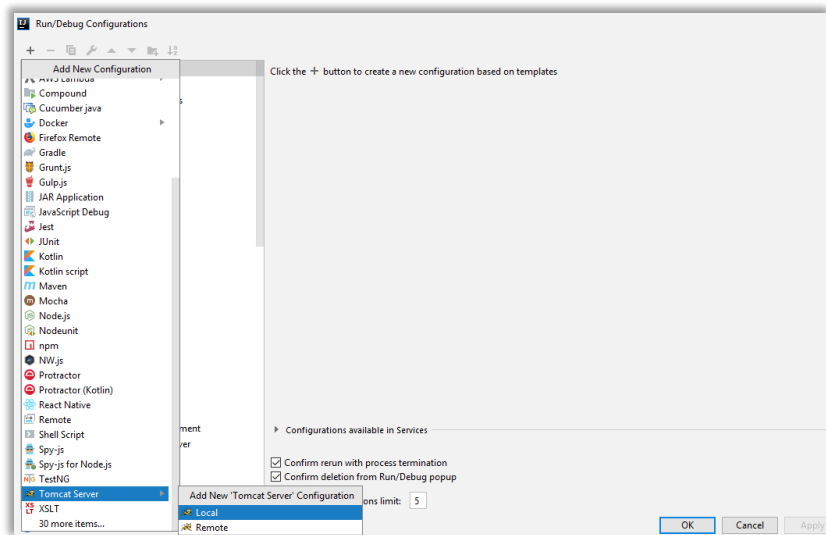 Run/Debug Configurations
Add New Configuration
Click the + button to create a new configuration based on templates
AWS Lambda
Compound
s
Cucumber java
Docker
Firefox Remote
Gradle
Grunt.js
Gulp.js
JAR Application
JavaScript Debug
Jest
JUnit
Kotlin
Kotlin script
Maven
Mocha
Node.js
Nodeunit
npm
NW.js
Protractor
Protractor (Kotlin)
React Native
Remote
Shell Script
Spy-js
Spy-js for Node.js
TestNG
Tomcat Server
XSLT
30 more items...
ment
ver
Configurations available in Services
Confirm rerun with process termination
Confirm deletion from Run/Debug popup
ons limit: 5
Add New 'Tomcat Server' Configuration
Local
Remote
OK Cancel Apply